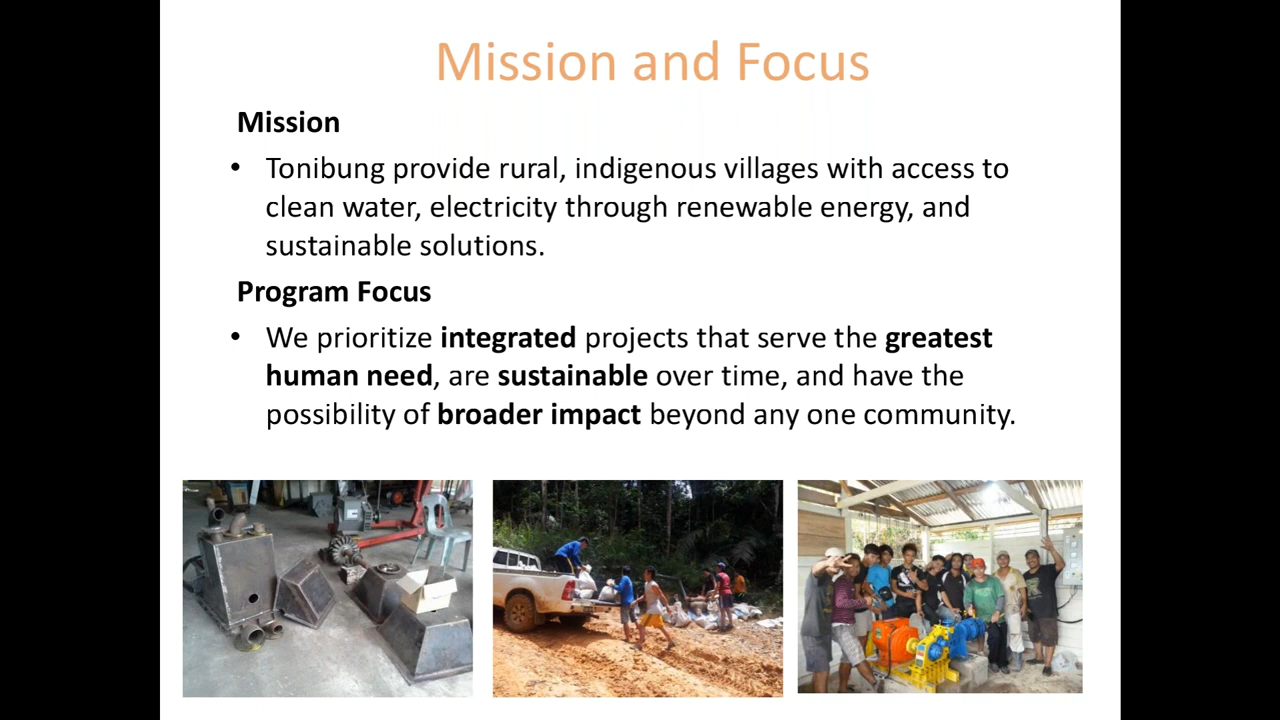 Mission and Focus
Mission
• Tonibung provide rural, indigenous villages with access to
clean water, electricity through renewable energy, and
sustainable solutions.
Program Focus
• We prioritize integrated projects that serve the greatest
human need, are sustainable over time, and have the
possibility of broader impact beyond any one community.